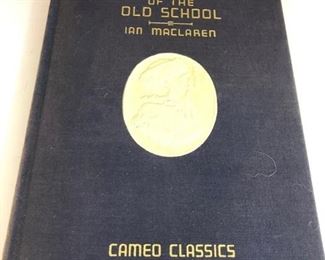 OF THE
OLD SCHOOL
IAN MACLAREN
CAMEO CLASSICS